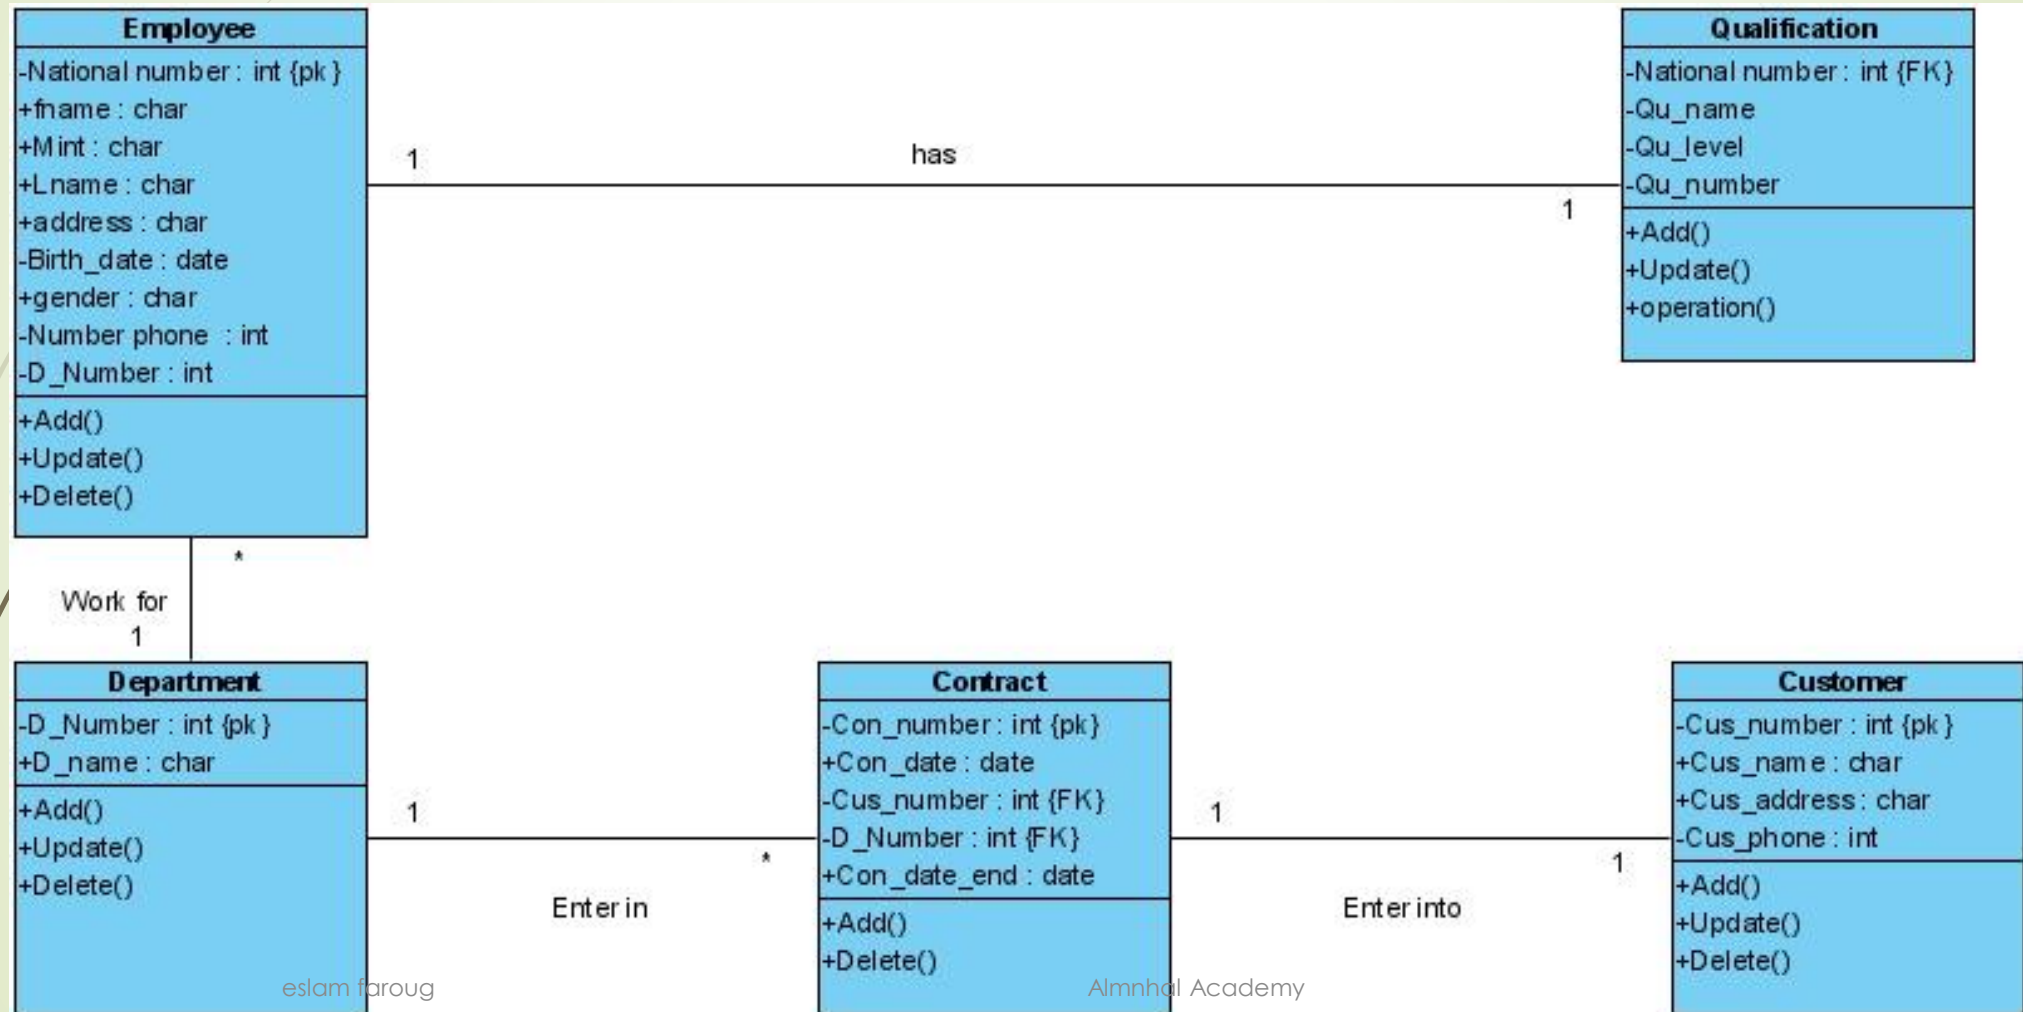 Employee
-National number : int {pk}
+fname : char
+Mint : char
+Lname : char
+address : char
-Birth_date : date
+gender : char
-Number phone : int
-D_Number : int
+Add()
+Update()
+Delete()
1
has
1
Qualification
-National number : int {FK}
-Qu_name
-Qu_level
-Qu_number
+Add()
+Update()
+operation()
*
Work for
1
Department
-D_Number : int {pk}
+D_name : char
+Add()
+Update()
+Delete()
1
*
Enter in
Contract
-Con_number : int {pk}
+Con_date : date
-Cus_number : int {FK}
-D_Number : int {FK}
+Con_date_end : date
+Add()
+Delete()
1
1
Enter into
Customer
-Cus_number : int {pk}
+Cus_name : char
+Cus_address : char
-Cus_phone : int
+Add()
+Update()
+Delete()
eslam faroug
Almnhal Academy